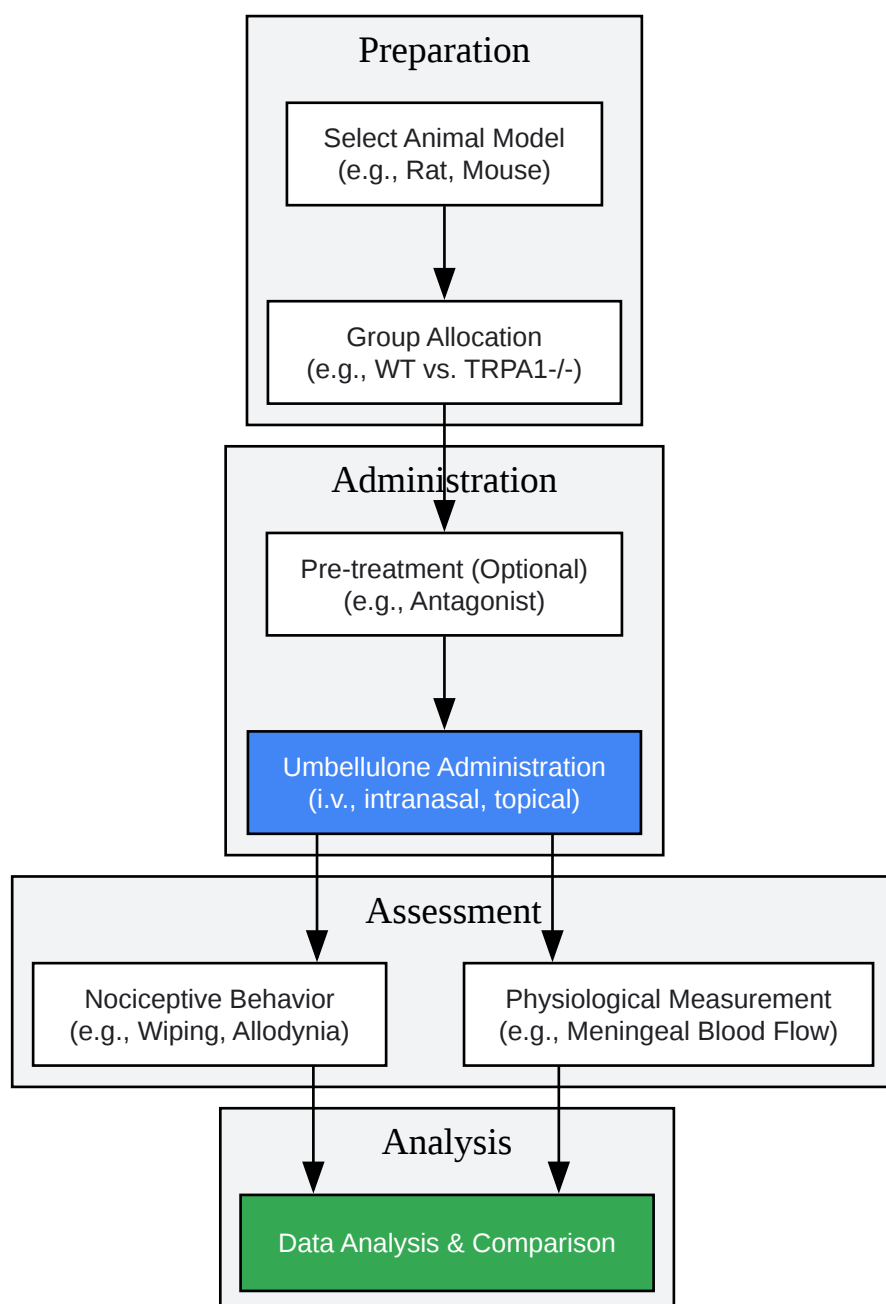 Preparation
Select Animal Model
(e.g., Rat, Mouse)
Group Allocation
(e.g., WT vs. TRPA1-/-)
Administration
Pre-treatment (Optional)
(e.g., Antagonist)
Umbellulone Administration
(i.v., intranasal, topical)
Assessment
Nociceptive Behavior
(e.g., Wiping, Allodynia)
Physiological Measurement
(e.g., Meningeal Blood Flow)
Analysis
Data Analysis & Comparison